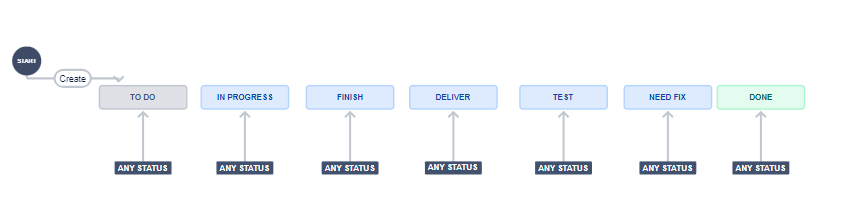 START
Create
TO DO
IN PROGRESS
FINISH
DELIVER
TEST
NEED FIX
DONE
ANY STATUS
ANY STATUS
ANY STATUS
ANY STATUS
ANY STATUS
ANY STATUS
ANY STATUS